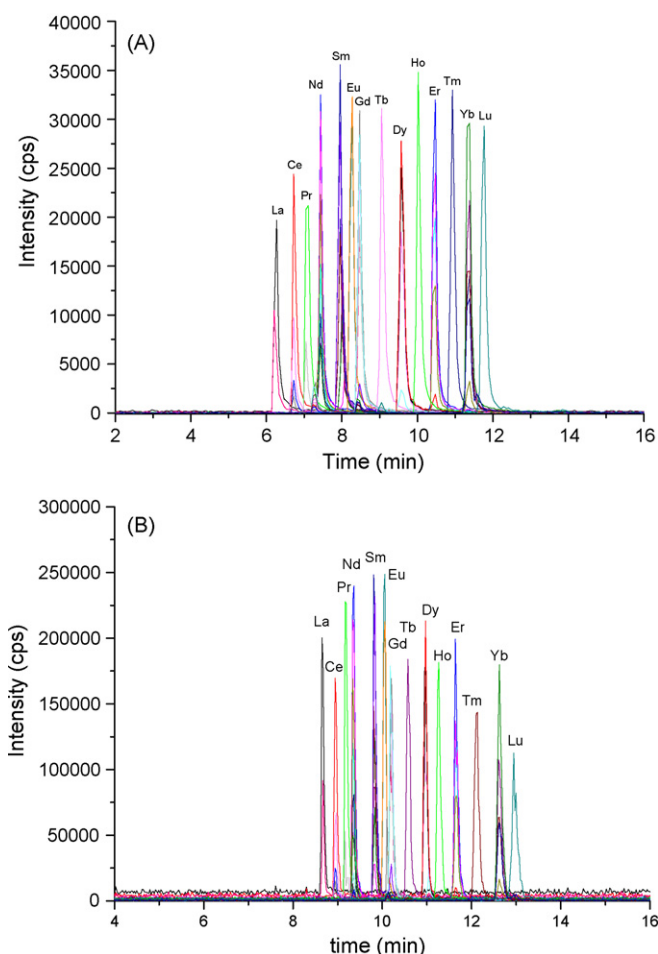 (A)
Intensity (cps)
40000
35000
30000
25000
20000
15000
10000
5000
0
La
Ce
Pr
Nd
Sm
Eu
Gd
Tb
Dy
Ho
Er
Tm
Yb
Lu
2 4 6 8 10 12 14 16
Time (min)
(B)
Intensity (cps)
300000
250000
200000
150000
100000
50000
0
La
Ce
Pr
Nd
Sm
Eu
Gd
Tb
Dy
Ho
Er
Tm
Yb
Lu
4 6 8 10 12 14 16
time (min)